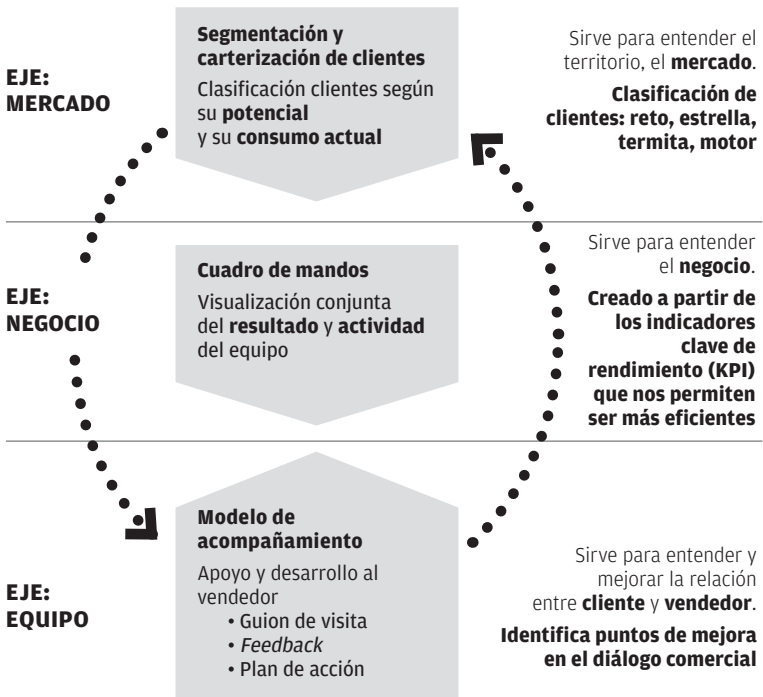 EJE:
MERCADO
Segmentación y
carterización de clientes
Clasificación clientes según
su potencial
y su consumo actual
Sirve para entender el
territorio, el mercado.
Clasificación de
clientes: reto, estrella,
termita, motor
EJE:
NEGOCIO
Cuadro de mandos
Visualización conjunta
del resultado y actividad
del equipo
Sirve para entender
el negocio.
Creado a partir de
los indicadores
clave de
rendimiento (KPI)
que nos permiten
ser más eficientes
EJE:
EQUIPO
Modelo de
acompañamiento
Apoyo y desarrollo al
vendedor
• Guion de visita
• Feedback
• Plan de acción
Sirve para entender y
mejorar la relación
entre cliente y vendedor.
Identifica puntos de mejora
en el diálogo comercial